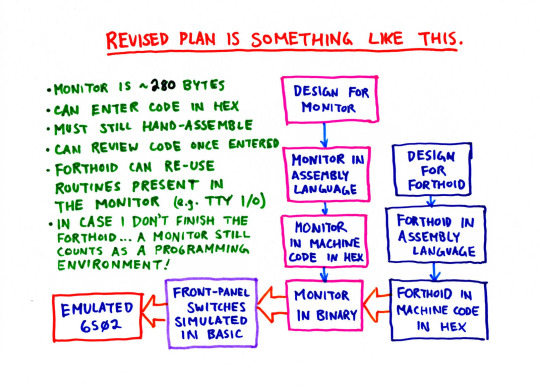 REVISED PLAN IS SOMETHING LIKE THIS.
• MONITOR IS ~280 BYTES
• CAN ENTER CODE IN HEX
• MUST STILL HAND-ASSEMBLE
• CAN REVIEW CODE ONCE ENTERED
• FORTHOID CAN RE-USE
ROUTINES PRESENT IN
THE MONITOR (e.g. TTY I/O)
• IN CASE I DON'T FINISH THE
FORTHOID... A MONITOR STILL
COUNTS AS A PROGRAMMING
ENVIRONMENT!
DESIGN FOR
MONITOR
MONITOR IN
ASSEMBLY
LANGUAGE
MONITOR
IN MACHINE
CODE IN HEX
MONITOR
IN BINARY
DESIGN
FOR
FORTHOID
FORTHOID IN
ASSEMBLY
LANGUAGE
FORTHOID IN
MACHINE CODE
IN HEX
FRONT-PANEL
SWITCHES
SIMULATED
IN BASIC
EMULATED
6502